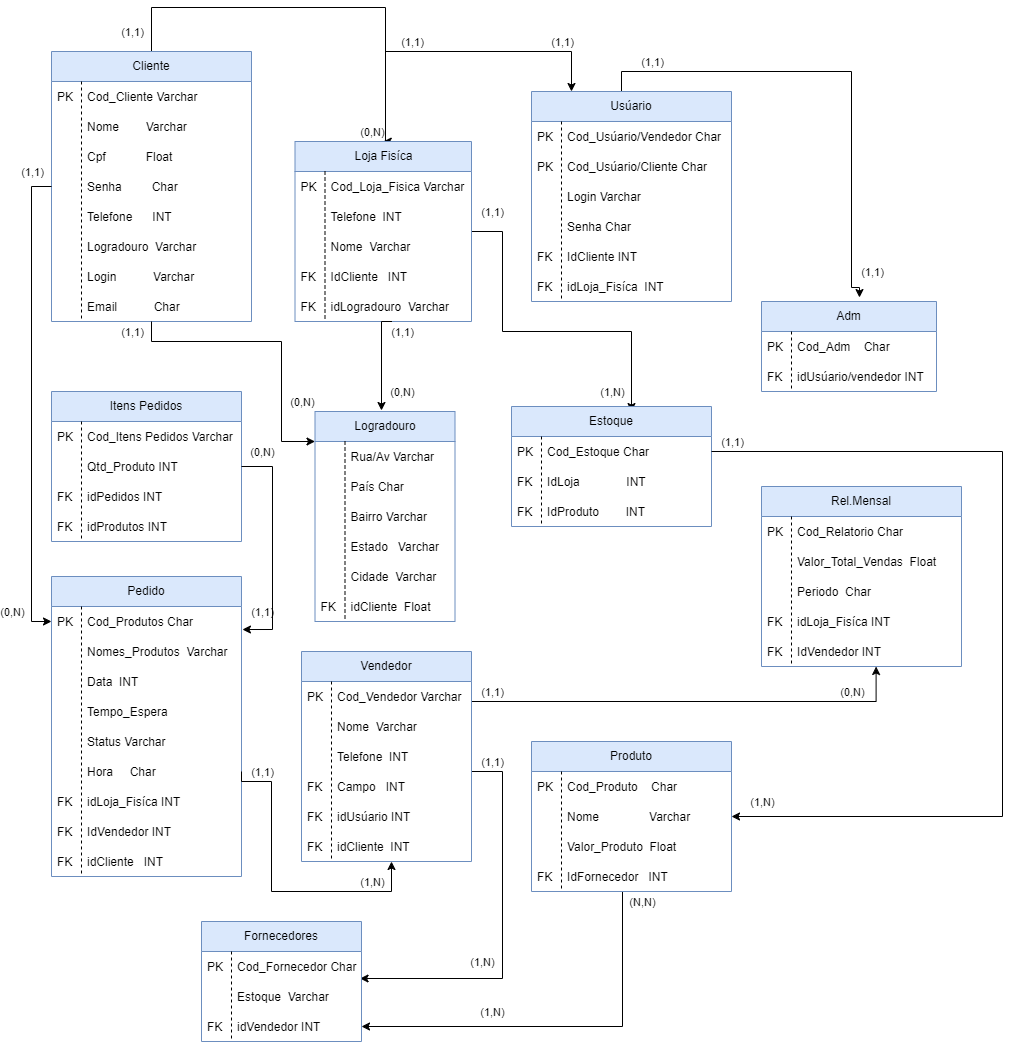 (1,1)
(1,1)
(1,1)
(1,1)
Cliente
PK Cod_Cliente Varchar
Nome Varchar
Cpf Float
Senha Char
Telefone INT
Logradouro Varchar
Login Varchar
Email Char
(1,1)
(1,1)
(0,N)
Loja Fisíca
PK Cod_Loja_Fisica Varchar
Telefone INT
Nome Varchar
FK IdCliente INT
FK idLogradouro Varchar
(1,1)
(1,1)
Usúario
PK Cod_Usúario/Vendedor Char
PK Cod_Usúario/Cliente Char
Login Varchar
Senha Char
FK IdCliente INT
FK idLoja_Fisíca INT
(1,1)
Adm
PK Cod_Adm Char
FK idUsúario/vendedor INT
(0,N)
(0,N)
(1,N)
Itens Pedidos
PK Cod_Itens Pedidos Varchar
Qtd_Produto INT
FK idPedidos INT
FK idProdutos INT
(0,N)
Logradouro
Rua/Av Varchar
País Char
Bairro Varchar
Estado Varchar
Cidade Varchar
FK idCliente Float
Estoque
PK Cod_Estoque Char
FK IdLoja INT
FK IdProduto INT
(1,1)
Rel.Mensal
PK Cod_Relatorio Char
Valor_Total_Vendas Float
Periodo Char
FK idLoja_Fisíca INT
FK IdVendedor INT
(0,N)
(1,1)
Pedido
PK Cod_Produtos Char
Nomes_Produtos Varchar
Data INT
Tempo_Espera
Status Varchar
Hora Char
FK idLoja_Fisíca INT
FK IdVendedor INT
FK idCliente INT
(1,1)
Vendedor
PK Cod_Vendedor Varchar
Nome Varchar
Telefone INT
FK Campo INT
FK idUsúario INT
FK idCliente INT
(1,1)
(0,N)
(1,1)
(1,N)
Produto
PK Cod_Produto Char
Nome Varchar
Valor_Produto Float
FK IdFornecedor INT
(1,N)
(N,N)
Fornecedores
PK Cod_Fornecedor Char
Estoque Varchar
FK idVendedor INT
(1,N)
(1,N)